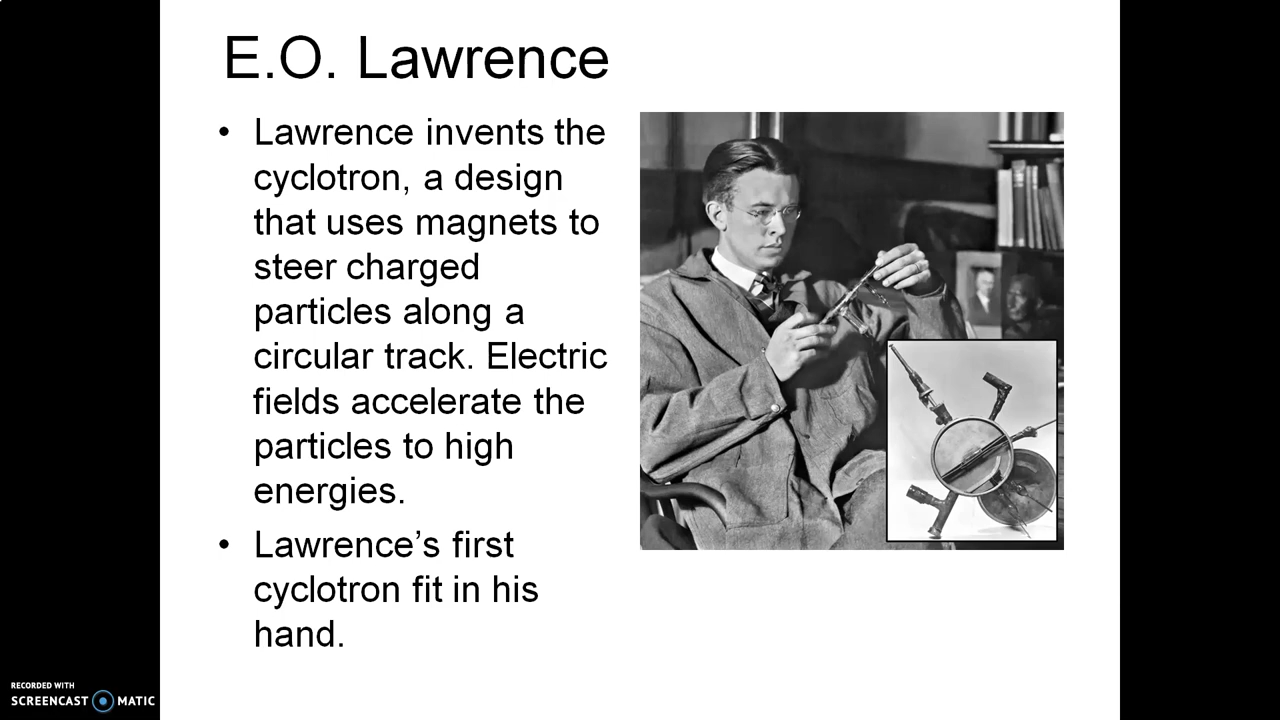 E.O. Lawrence
• Lawrence invents the
cyclotron, a design
that uses magnets to
steer charged
particles along a
circular track. Electric
fields accelerate the
particles to high
energies.
• Lawrence’s first
cyclotron fit in his
hand.
RECORDED WITH
SCREENCAST MATIC